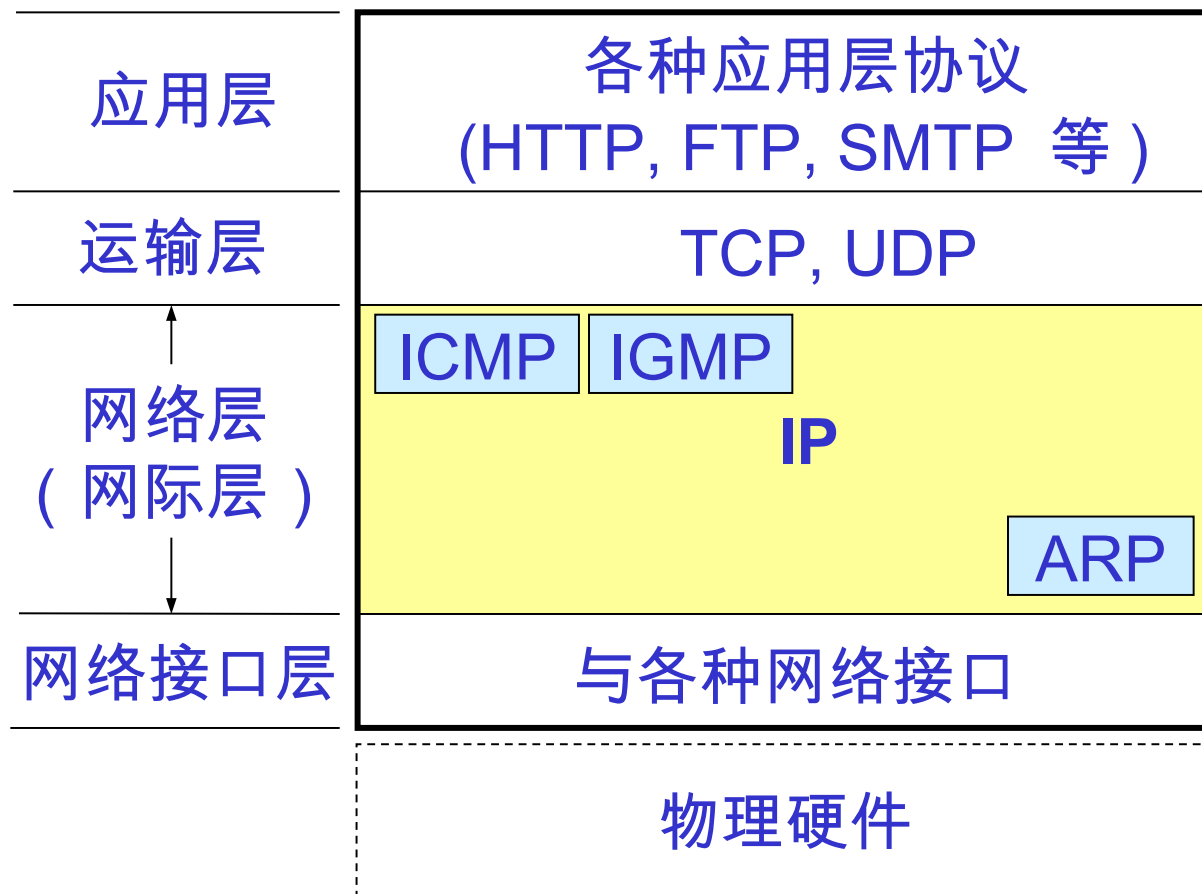 应用层
各种应用层协议
(HTTP, FTP, SMTP 等 )
运输层
TCP, UDP
ICMP
IGMP
网络层
( 网际层 )
IP
ARP
网络接口层
与各种网络接口
物理硬件